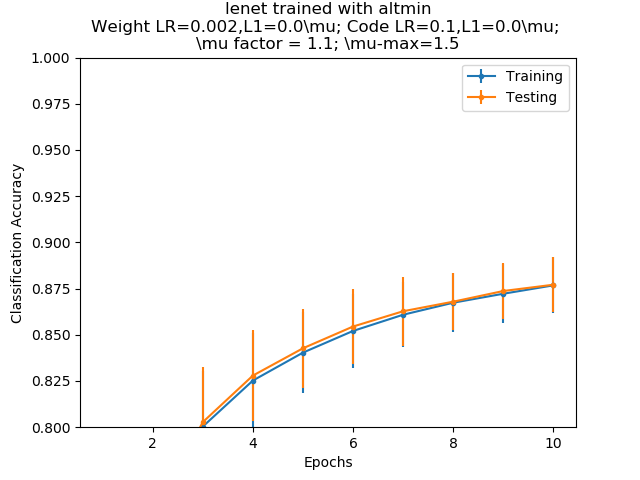 lenet trained with altmin
Weight LR=0.002,L1=0.0\mu; Code LR=0.1,L1=0.0\mu;
\mu factor = 1.1; \mu-max=1.5
Training
Testing
1.000
0.975
0.950
0.925
0.900
0.875
0.850
0.825
0.800
Classification Accuracy
2 4 6 8 10
Epochs